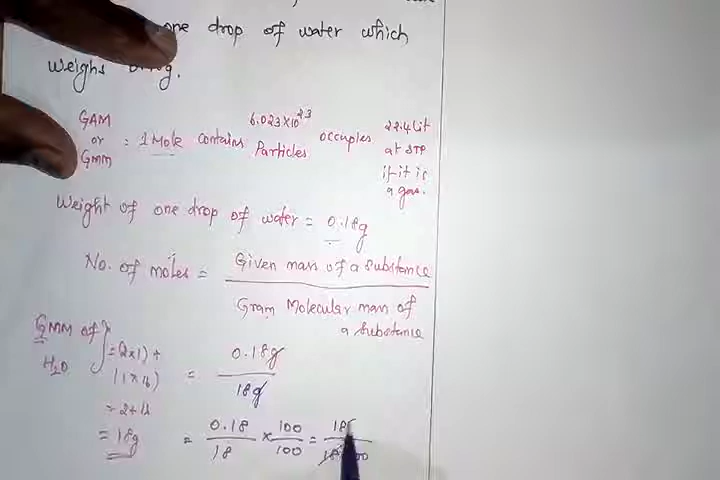 one drop of water which
weighs
GAM or GMM = 1 Mole contains 6.023×10²³ Particles occupies 22.4 lit at STP if it is a gas.
Weight of one drop of water = 0.18g
No. of moles = Given mass of a substance
Gram Molecular mass of a substance
GMM of H₂O } = (2×1) + (1×16)
= 2+16
= 18g
= 0.18g / 18g
= 0.18 / 18 × 100 / 100 = 18